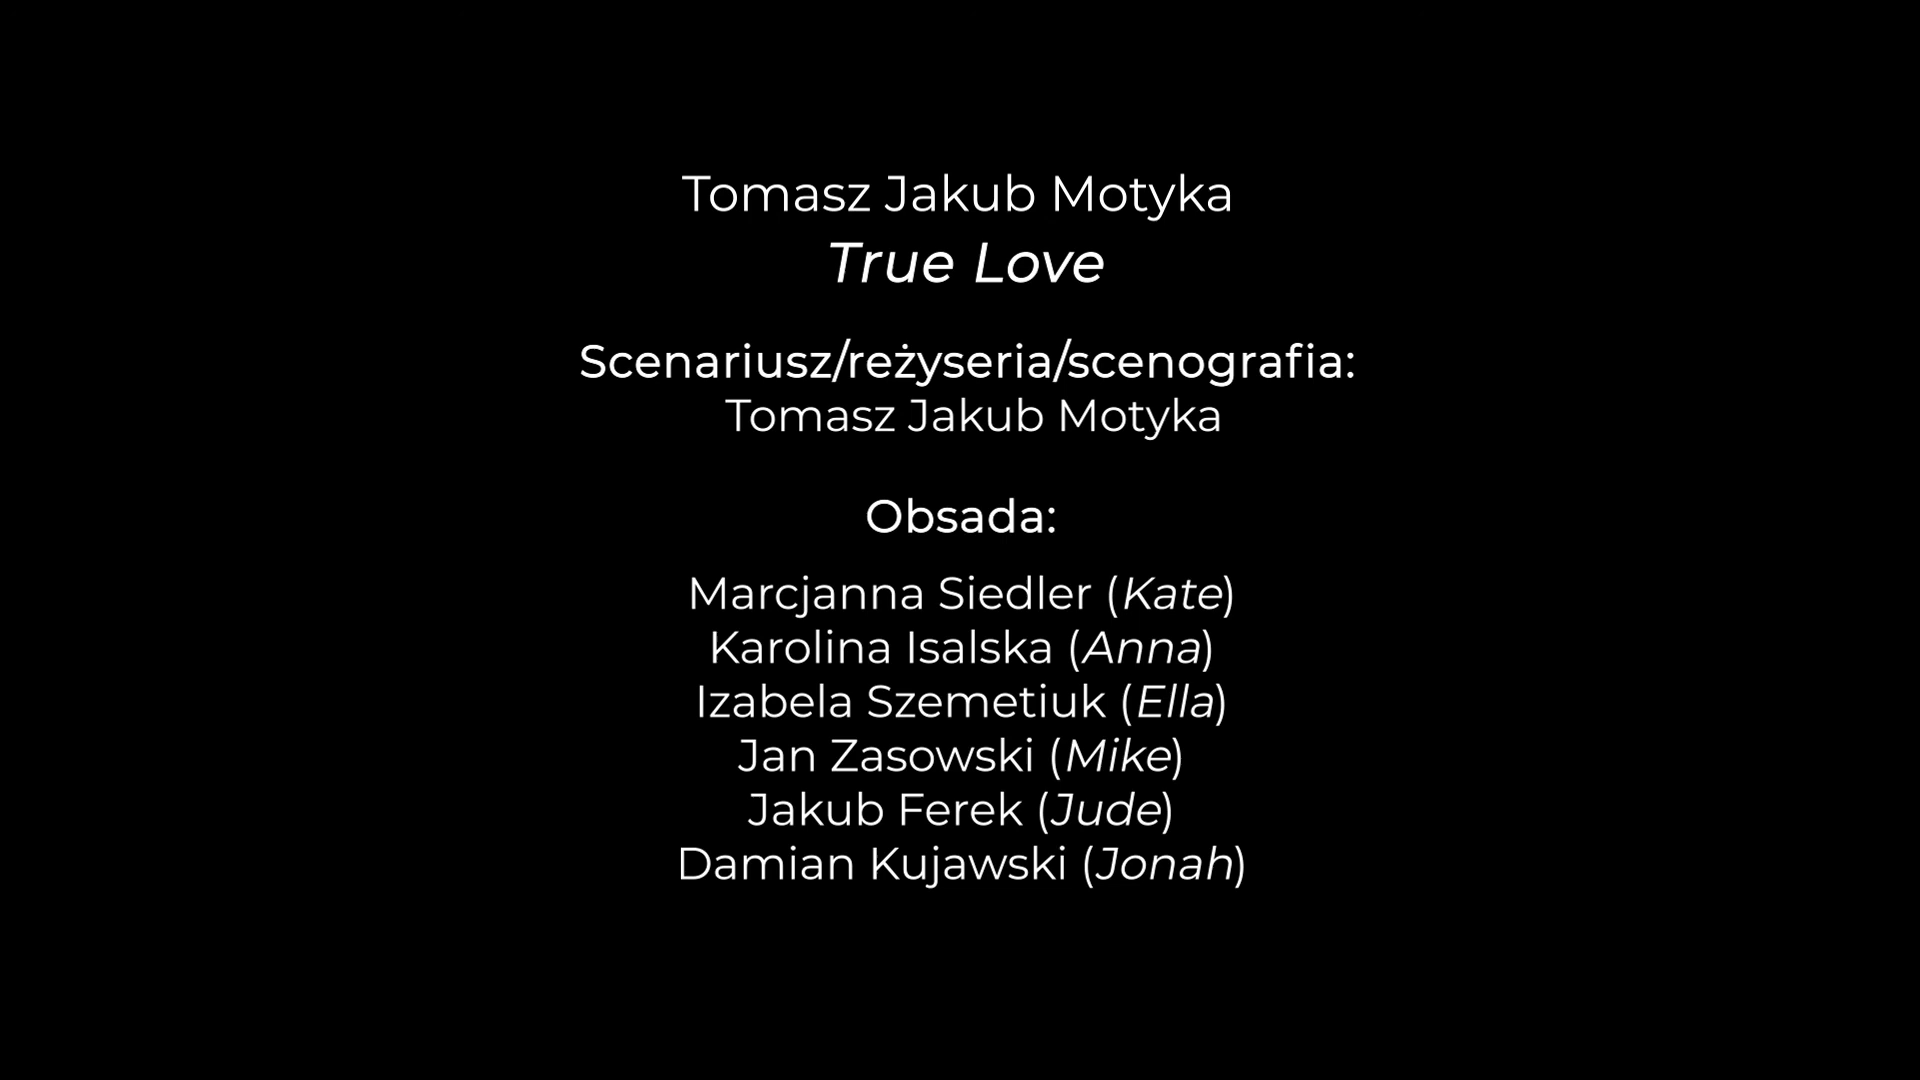 Tomasz Jakub Motyka
True Love
Scenariusz/reżyseria/scenografia:
Tomasz Jakub Motyka
Obsada:
Marcjanna Siedler (Kate)
Karolina Isalska (Anna)
Izabela Szemetiuk (Ella)
Jan Zasowski (Mike)
Jakub Ferek (Jude)
Damian Kujawski (Jonah)